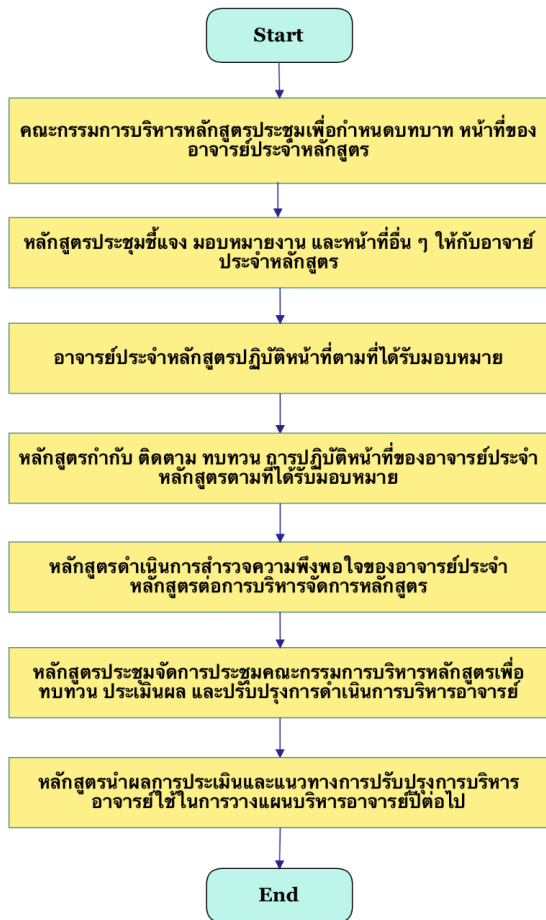 Start
คณะกรรมการบริหารหลักสูตรประชุมเพื่อกำหนดบทบาท หน้าที่ของ
อาจารย์ประจำหลักสูตร
หลักสูตรประชุมชี้แจง มอบหมายงาน และหน้าที่อื่น ๆ ให้กับอาจาย์
ประจำหลักสูตร
อาจารย์ประจำหลักสูตรปฏิบัติหน้าที่ตามที่ได้รับมอบหมาย
หลักสูตรกำกับ ติดตาม ทบทวน การปฏิบัติหน้าที่ของอาจารย์ประจำ
หลักสูตรตามที่ได้รับมอบหมาย
หลักสูตรดำเนินการสำรวจความพึงพอใจของอาจารย์ประจำ
หลักสูตรต่อการบริหารจัดการหลักสูตร
หลักสูตรประชุมจัดการประชุมคณะกรรมการบริหารหลักสูตรเพื่อ
ทบทวน ประเมินผล และปรับปรุงการดำเนินการบริหารอาจารย์
หลักสูตรนำผลการประเมินและแนวทางการปรับปรุงการบริหาร
อาจารย์ใช้ในการวางแผนบริหารอาจารย์ปีต่อไป
End